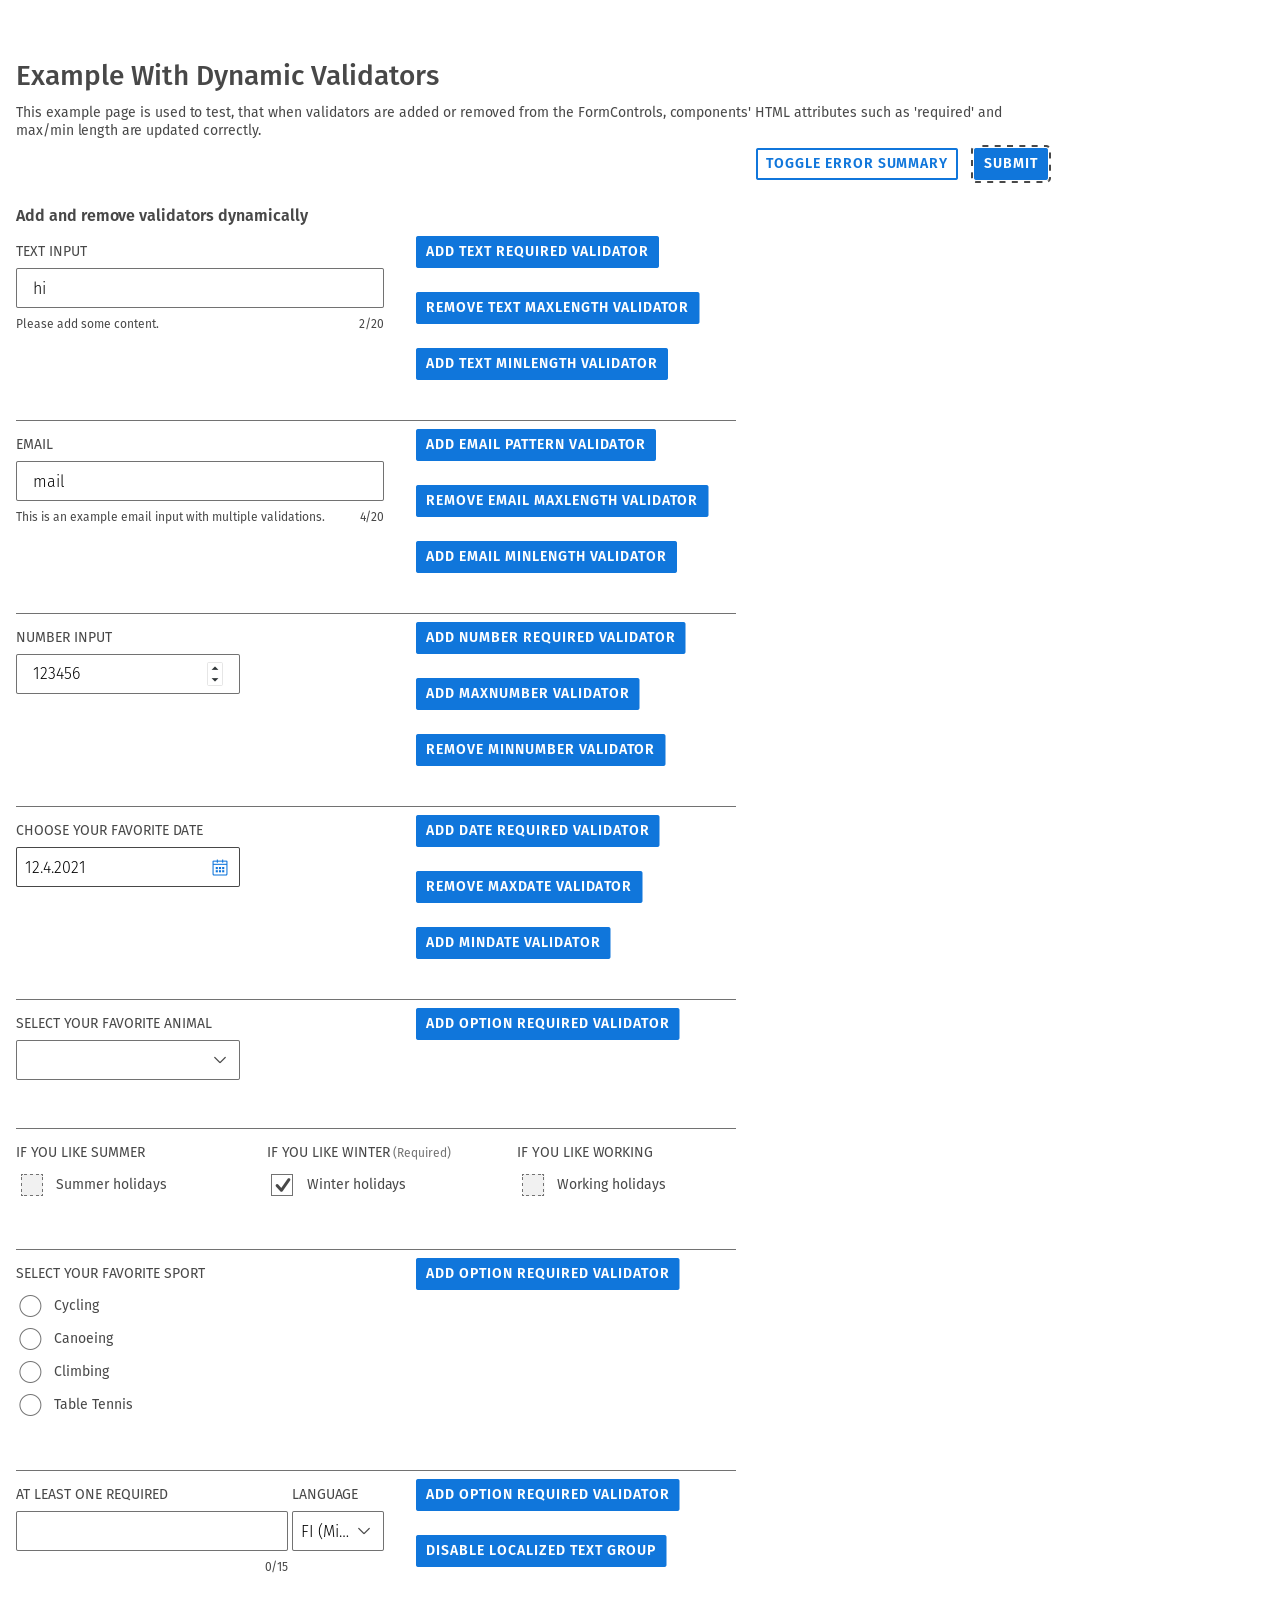 Example With Dynamic Validators
This example page is used to test, that when validators are added or removed from the FormControls, components' HTML attributes such as 'required' and
max/min length are updated correctly.
TOGGLE ERROR SUMMARY SUBMIT
Add and remove validators dynamically
TEXT INPUT
ADD TEXT REQUIRED VALIDATOR
hi
REMOVE TEXT MAXLENGTH VALIDATOR
Please add some content. 2/20
ADD TEXT MINLENGTH VALIDATOR
EMAIL
ADD EMAIL PATTERN VALIDATOR
mail
REMOVE EMAIL MAXLENGTH VALIDATOR
This is an example email input with multiple validations. 4/20
ADD EMAIL MINLENGTH VALIDATOR
NUMBER INPUT
ADD NUMBER REQUIRED VALIDATOR
123456
ADD MAXNUMBER VALIDATOR
REMOVE MINNUMBER VALIDATOR
CHOOSE YOUR FAVORITE DATE
ADD DATE REQUIRED VALIDATOR
12.4.2021
REMOVE MAXDATE VALIDATOR
ADD MINDATE VALIDATOR
SELECT YOUR FAVORITE ANIMAL
ADD OPTION REQUIRED VALIDATOR
IF YOU LIKE SUMMER IF YOU LIKE WINTER (Required) IF YOU LIKE WORKING
Summer holidays Winter holidays Working holidays
SELECT YOUR FAVORITE SPORT
ADD OPTION REQUIRED VALIDATOR
Cycling
Canoeing
Climbing
Table Tennis
AT LEAST ONE REQUIRED LANGUAGE
ADD OPTION REQUIRED VALIDATOR
FI (Mi...
DISABLE LOCALIZED TEXT GROUP
0/15